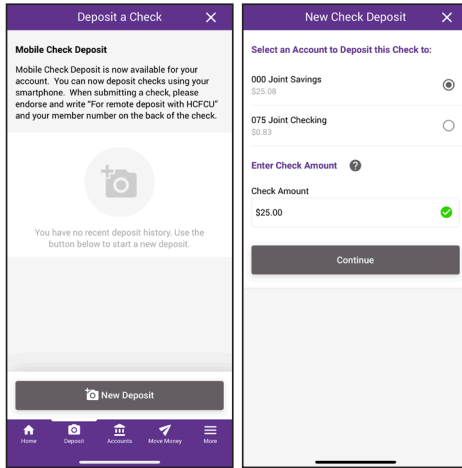 Deposit a Check
Mobile Check Deposit
Mobile Check Deposit is now available for your
account. You can now deposit checks using your
smartphone. When submitting a check, please
endorse and write "For remote deposit with HCFCU"
and your member number on the back of the check.
You have no recent deposit history. Use the
button below to start a new deposit.
New Deposit
Home
Deposit
Accounts
Move Money
More
New Check Deposit
Select an Account to Deposit this Check to:
000 Joint Savings
$25.08
075 Joint Checking
$0.83
Enter Check Amount ?
Check Amount
$25.00
Continue